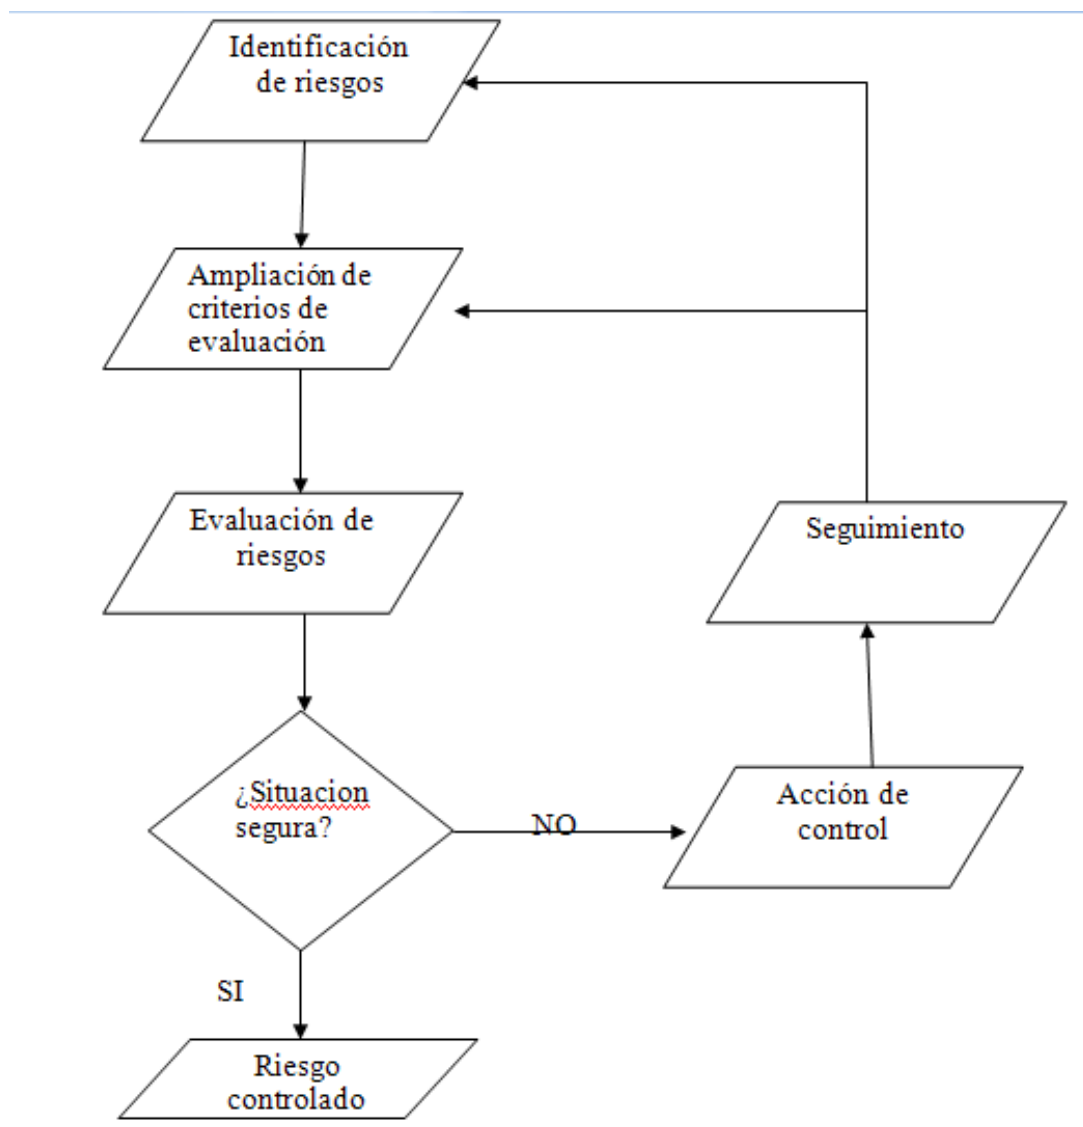 Identificación
de riesgos
Ampliación de
criterios de
evaluación
Evaluación de
riesgos
Seguimiento
¿Situacion
segura?
NO
Acción de
control
SI
Riesgo
controlado